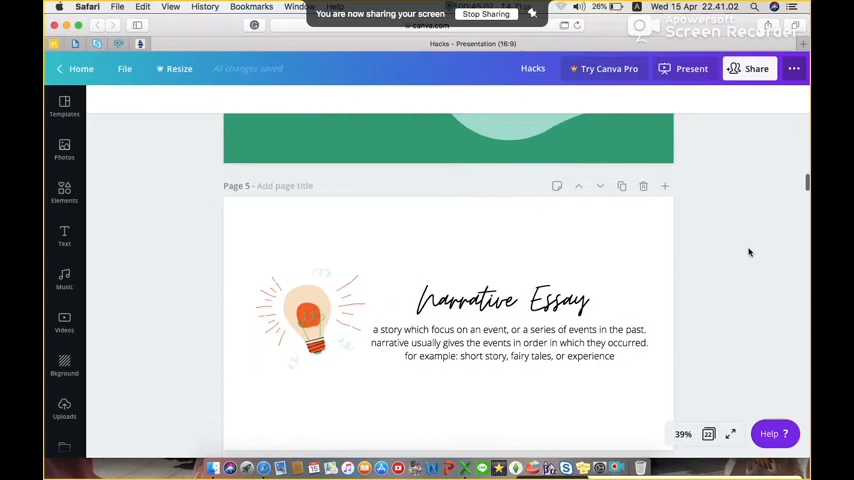 Safari File Edit View History Bookmarks Window
You are now sharing your screen Stop Sharing
26% Wed 15 Apr 22.41.02
Apowersoft
Screen Recorder
canva.com
Hacks - Presentation (16:9)
Home File Resize All changes saved Hacks Try Canva Pro Present Share
Templates
Photos
Elements
Text
Music
Videos
Bkground
Uploads
Page 5 - Add page title
Narrative Essay
a story which focus on an event, or a series of events in the past.
narrative usually gives the events in order in which they occurred.
for example: short story, fairy tales, or experience
39% 22 Help ?